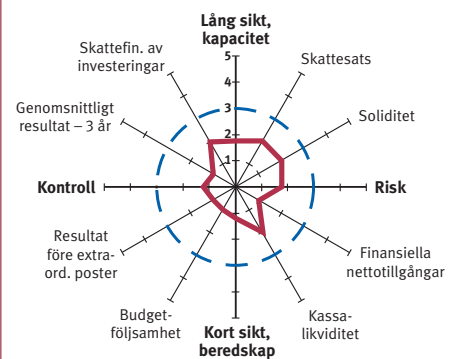 Lång sikt,
kapacitet
Skattefin. av
investeringar
Skattesats
Genomsnittligt
resultat – 3 år
Soliditet
5
4
3
2
1
Kontroll
Risk
Resultat
före extra-
ord. poster
Finansiella
nettotillgångar
Budget-
följsamhet
Kassa-
likviditet
Kort sikt,
beredskap